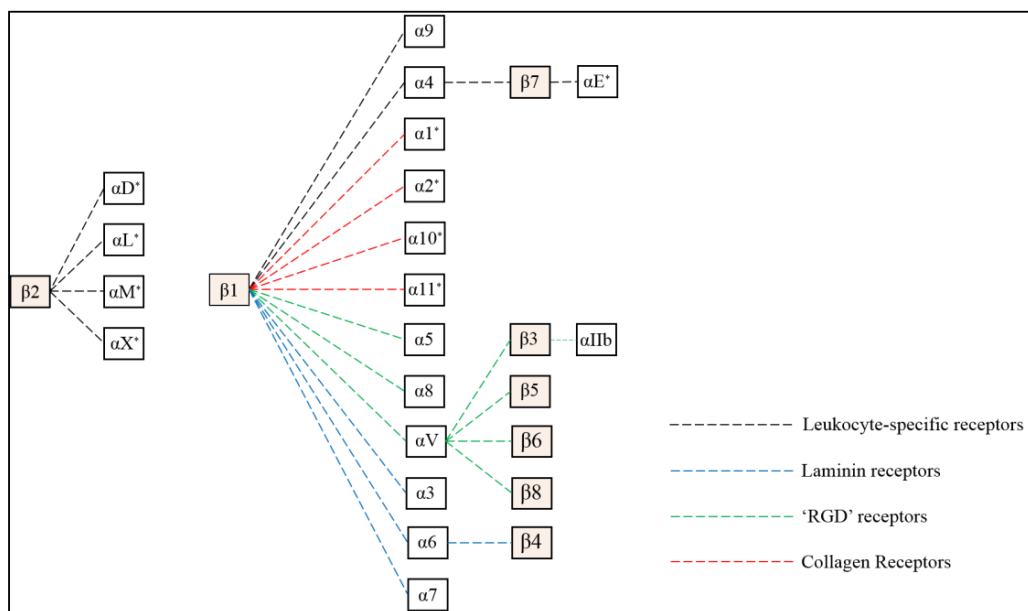 α9
α4
β7
αE*
α1*
αD*
α2*
αL*
α10*
β2
αM*
β1
α11*
αX*
α5
β3
αIIb
α8
β5
αV
β6
Leukocyte-specific receptors
α3
β8
Laminin receptors
α6
β4
‘RGD’ receptors
α7
Collagen Receptors